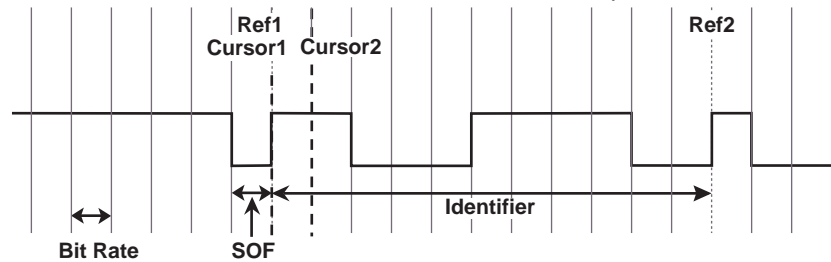 Ref1
Cursor1
Cursor2
Ref2
Identifier
Bit Rate
SOF